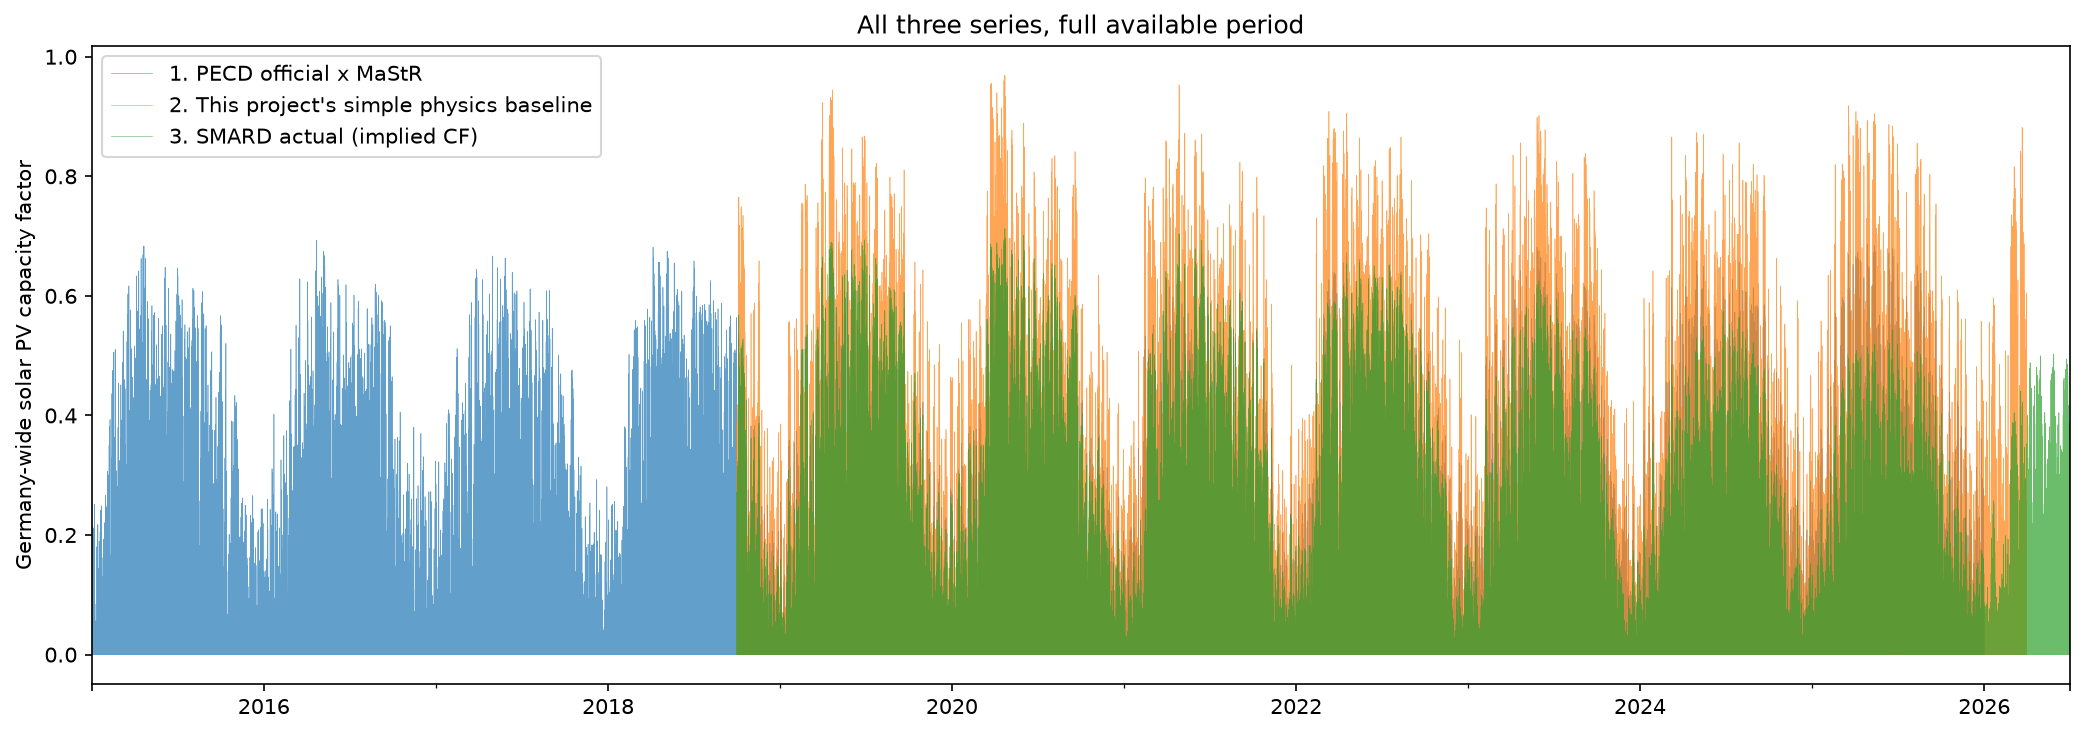 All three series, full available period
1.0
0.8
0.6
0.4
0.2
0.0
Germany-wide solar PV capacity factor
1. PECD official x MaStR
2. This project's simple physics baseline
3. SMARD actual (implied CF)
2016
2018
2020
2022
2024
2026